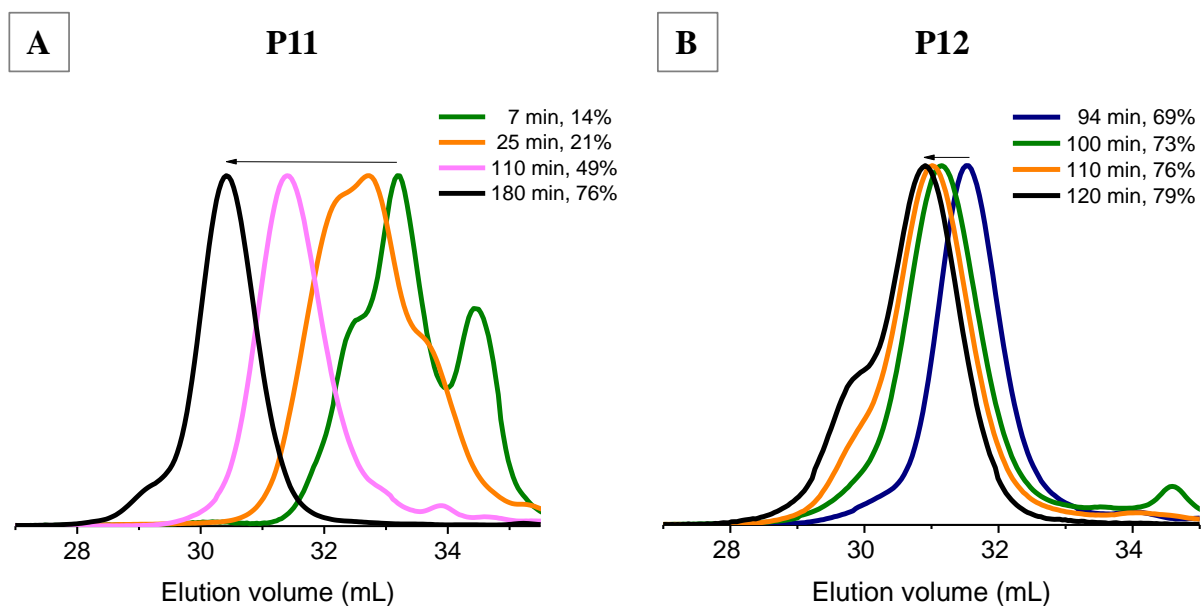 A
P11
7 min, 14%
25 min, 21%
110 min, 49%
180 min, 76%
28
30
32
34
Elution volume (mL)
B
P12
94 min, 69%
100 min, 73%
110 min, 76%
120 min, 79%
28
30
32
34
Elution volume (mL)